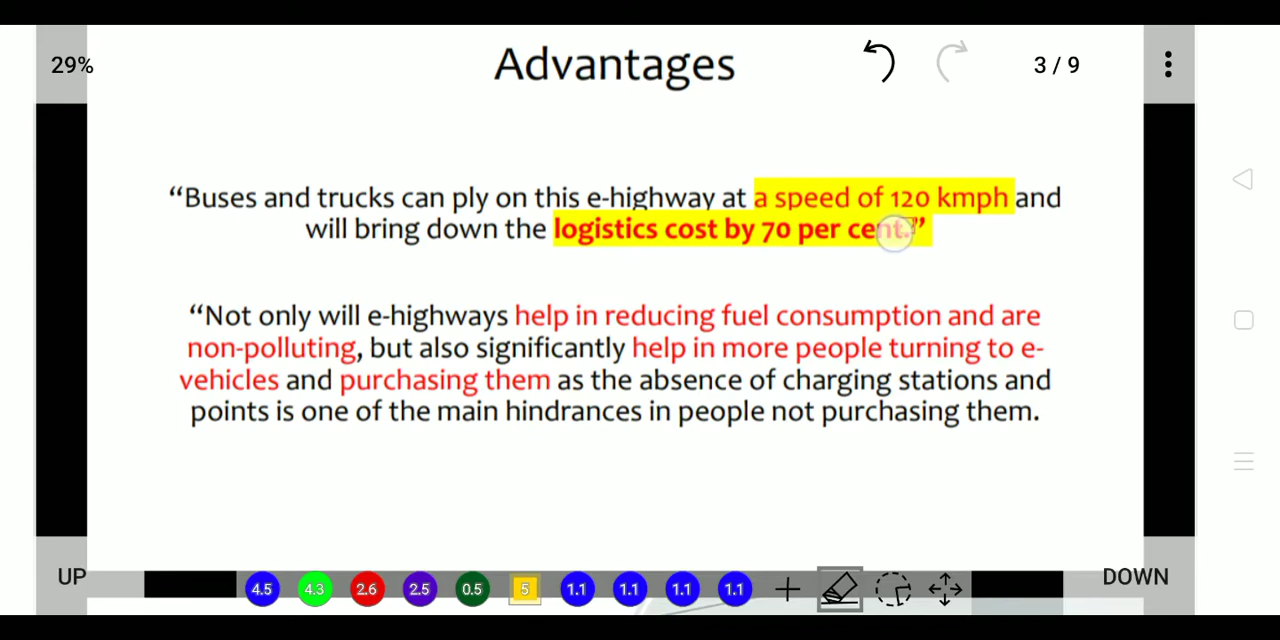 29%
Advantages
3 / 9
“Buses and trucks can ply on this e-highway at a speed of 120 kmph and
will bring down the logistics cost by 70 per cent.”
“Not only will e-highways help in reducing fuel consumption and are
non-polluting, but also significantly help in more people turning to e-
vehicles and purchasing them as the absence of charging stations and
points is one of the main hindrances in people not purchasing them.
UP
4.5 4.3 2.6 2.5 0.5 5 1.1 1.1 1.1 1.1
DOWN